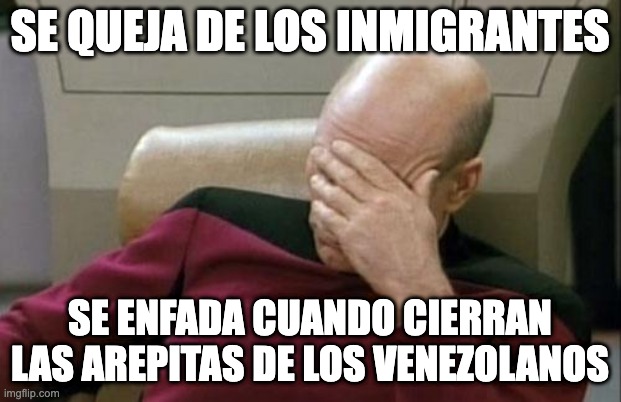 SE QUEJA DE LOS INMIGRANTES
SE ENFADA CUANDO CIERRAN
LAS AREPITAS DE LOS VENEZOLANOS
imgflip.com